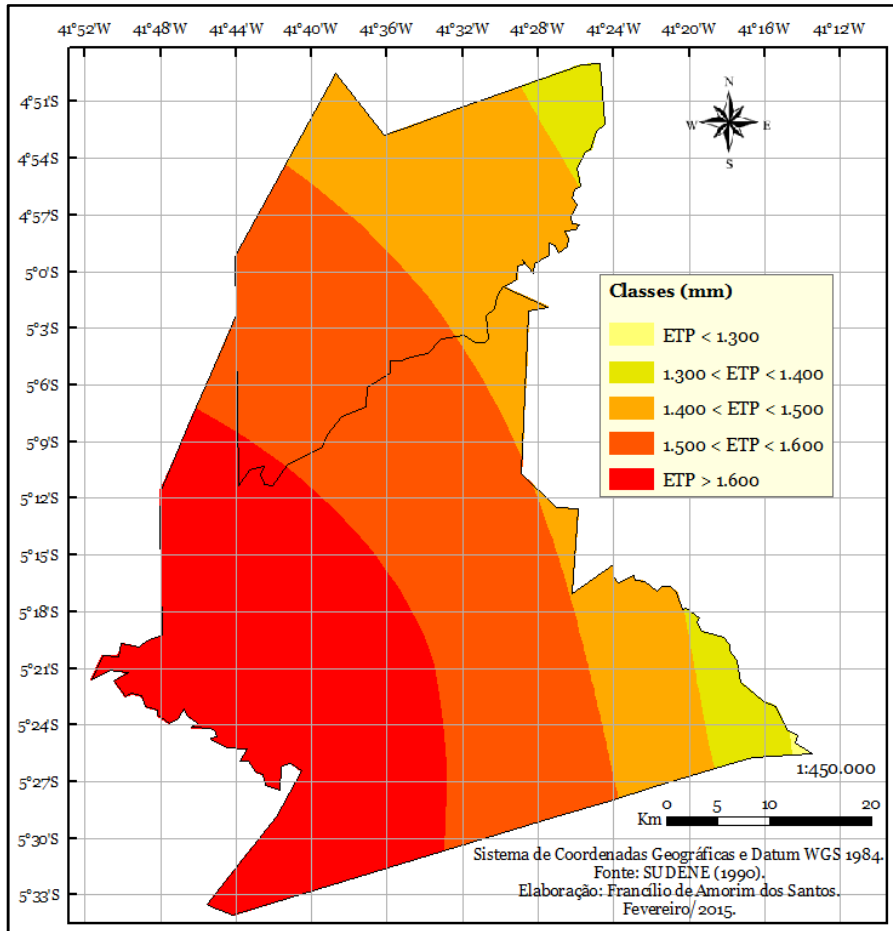 41°52'W 41°48'W 41°44'W 41°40'W 41°36'W 41°32'W 41°28'W 41°24'W 41°20'W 41°16'W 41°12'W
N
W E
S
4°51'S
4°54'S
4°57'S
5°0'S
5°3'S
5°6'S
5°9'S
5°12'S
5°15'S
5°18'S
5°21'S
5°24'S
5°27'S
5°30'S
5°33'S
Classes (mm)
ETP < 1.300
1.300 < ETP < 1.400
1.400 < ETP < 1.500
1.500 < ETP < 1.600
ETP > 1.600
1:450.000
0 5 10 20
Km
Sistema de Coordenadas Geográficas e Datum WGS 1984.
Fonte: SUDENE (1990).
Elaboração: Francílio de Amorim dos Santos.
Fevereiro/2015.